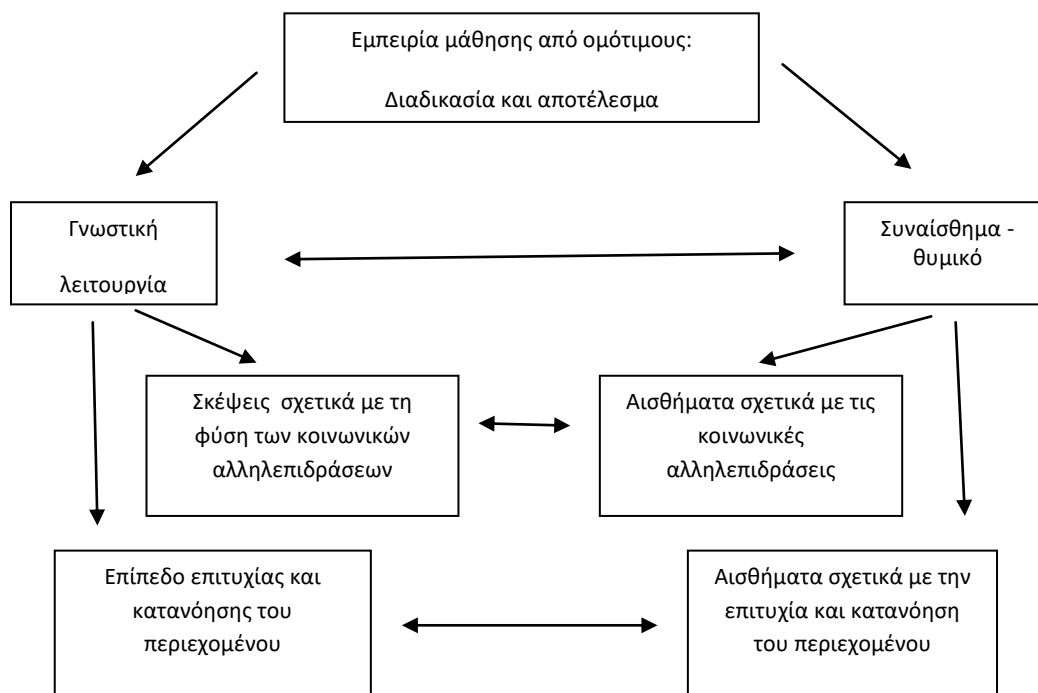 Εμπειρία μάθησης από ομότιμους:
Διαδικασία και αποτέλεσμα
Γνωστική
λειτουργία
Συναίσθημα -
θυμικό
Σκέψεις σχετικά με τη
φύση των κοινωνικών
αλληλεπιδράσεων
Αισθήματα σχετικά με τις
κοινωνικές
αλληλεπιδράσεις
Επίπεδο επιτυχίας και
κατανόησης του
περιεχομένου
Αισθήματα σχετικά με την
επιτυχία και κατανόηση
του περιεχομένου